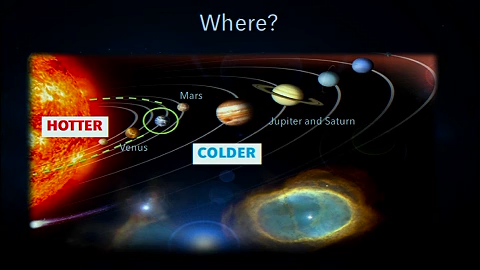 Where?
Mars
HOTTER
Jupiter and Saturn
Venus
COLDER